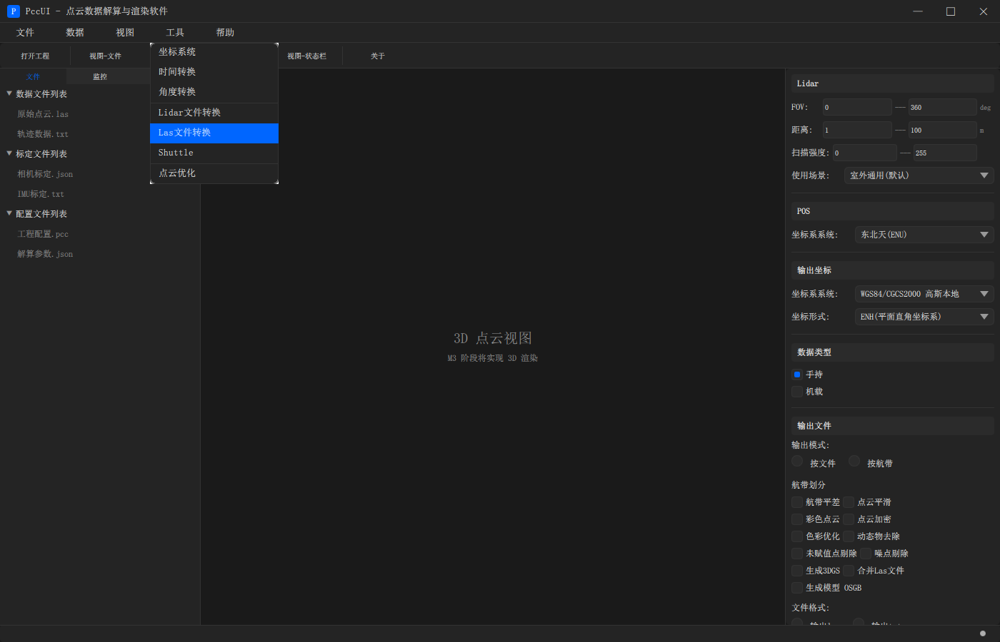 P PccUI - 点云数据解算与渲染软件
文件 数据 视图 工具 帮助
打开工程 视图-文件 视图-状态栏 关于
文件 监控
数据文件列表
原始点云.las
轨迹数据.txt
标定文件列表
相机标定.json
IMU标定.txt
配置文件列表
工程配置.pcc
解算参数.json
坐标系统
时间转换
角度转换
Lidar文件转换
Las文件转换
Shuttle
点云优化
3D 点云视图
M3 阶段将实现 3D 渲染
Lidar
FOV: 0 — 360 deg
距离: 1 — 100 m
扫描强度: 0 — 255
使用场景: 室外通用(默认)
POS
坐标系系统: 东北天(ENU)
输出坐标
坐标系系统: WGS84/CGCS2000 高斯本地
坐标形式: ENH(平面直角坐标系)
数据类型
手持
机载
输出文件
输出模式:
按文件 按航带
航带划分
航带平差 点云平滑
彩色点云 点云加密
色彩优化 动态物去除
未赋值点剔除 噪点剔除
生成3DGS 合并Las文件
生成模型 OSGB
文件格式: